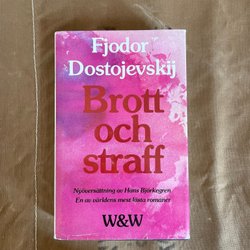 Fjodor
Dostojevskij
Brott
och
straff
Nyöversättning av Hans Björkegren
En av världens mest lästa romaner
W&W